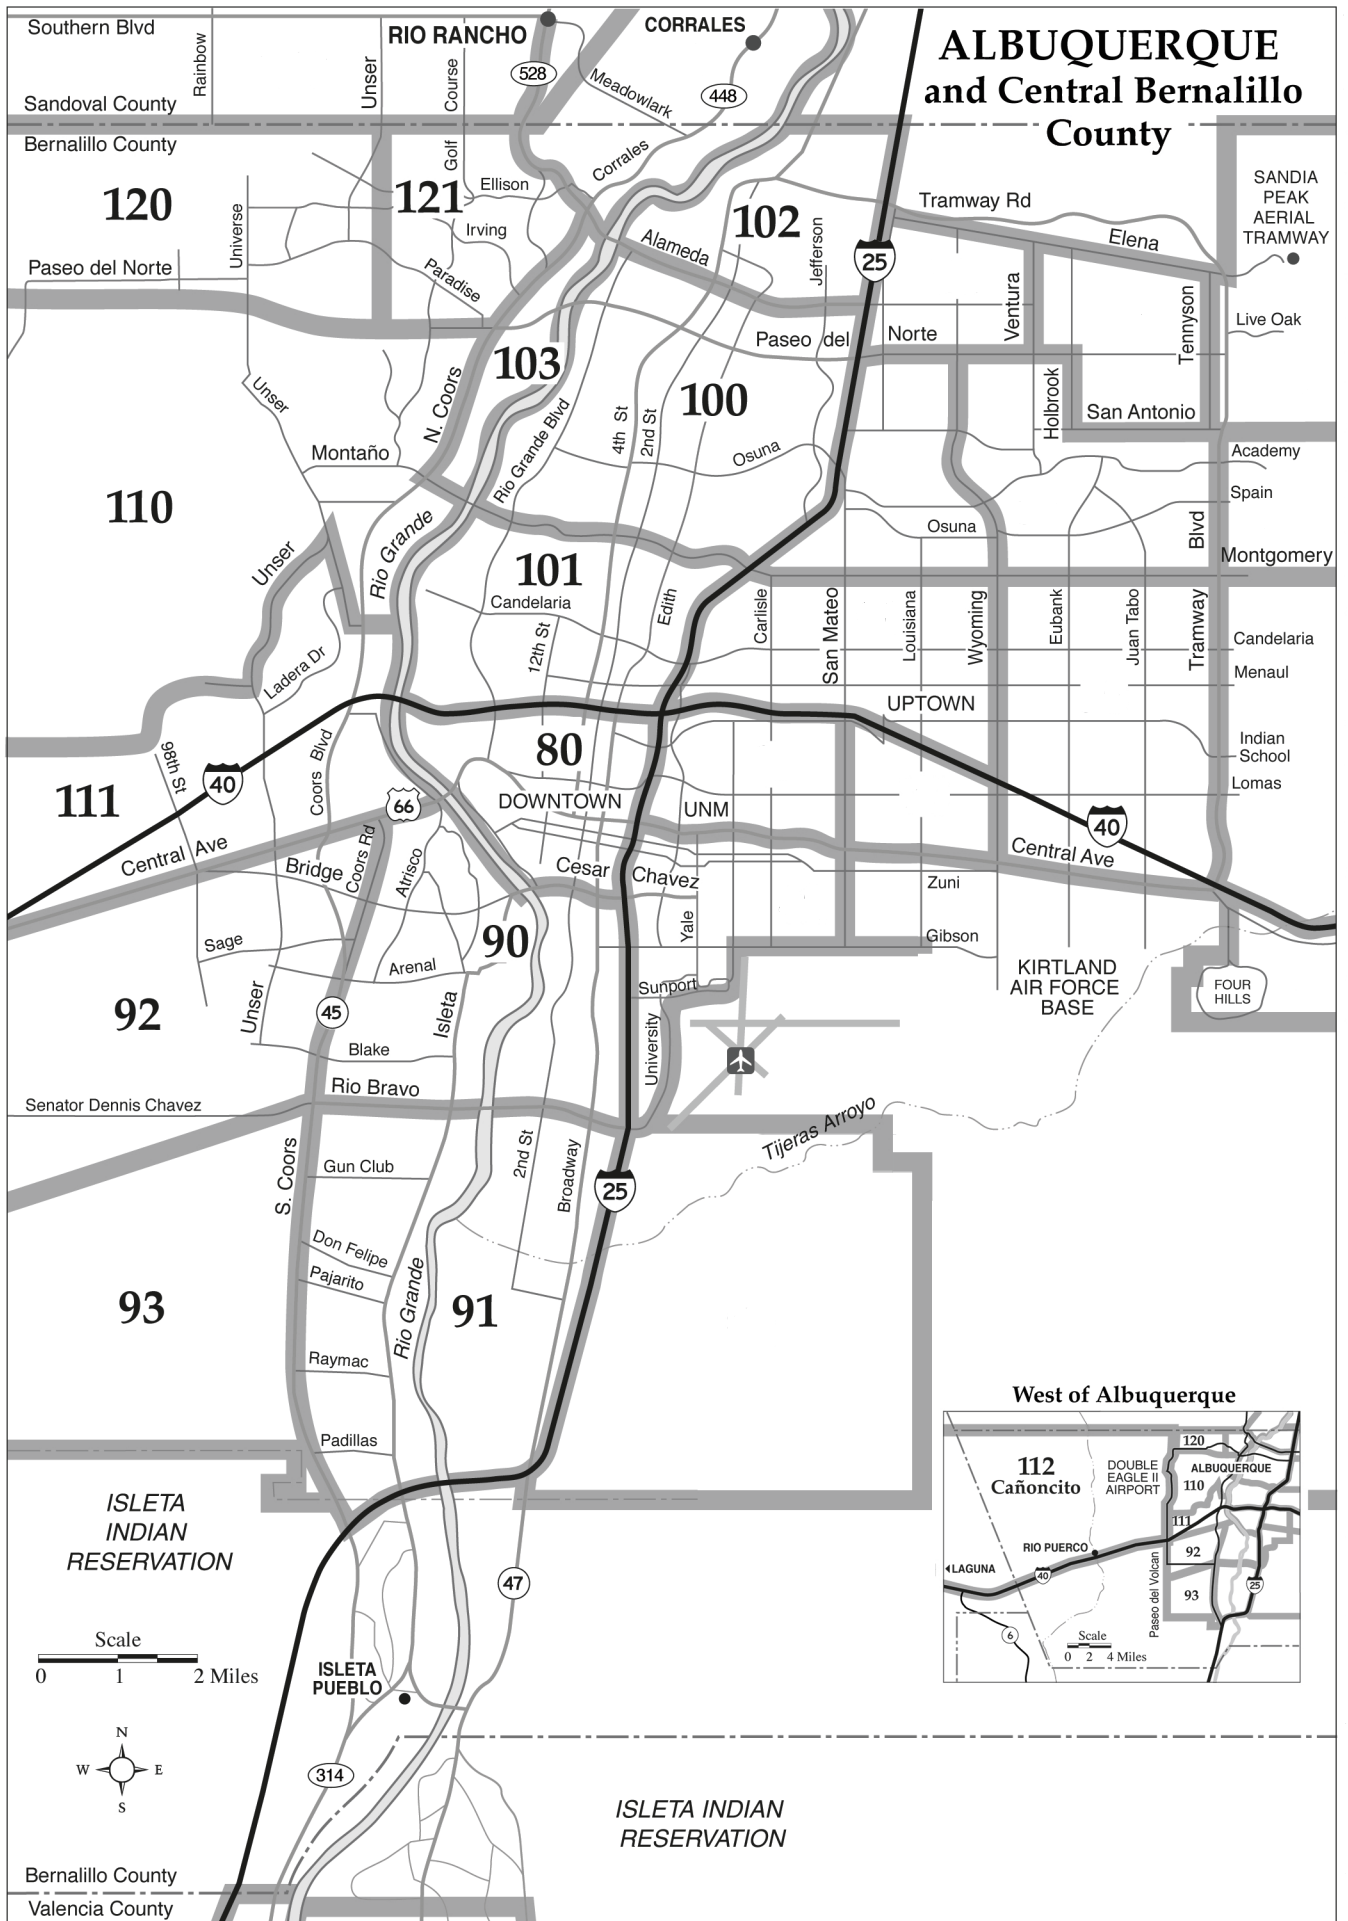 ALBUQUERQUE
and Central Bernalillo
County
Southern Blvd
Rainbow
Unser
RIO RANCHO
Course
Golf
528
CORRALES
Meadowlark
448
Sandoval County
Bernalillo County
Corrales
120
121
Ellison
Irving
Universe
Paradise
Paseo del Norte
102
Alameda
Jefferson
25
Tramway Rd
Elena
SANDIA
PEAK
AERIAL
TRAMWAY
Ventura
Tennyson
Live Oak
Paseo del Norte
103
100
N. Coors
Unser
Holbrook
San Antonio
Montaño
Rio Grande Blvd
4th St
2nd St
Osuna
Academy
Spain
110
Rio Grande
Osuna
Blvd
Montgomery
Unser
101
Candelaria
Edith
12th St
Carlisle
San Mateo
Louisiana
Wyoming
Eubank
Juan Tabo
Tramway
Candelaria
Menaul
Ladera Dr
UPTOWN
98th St
Coors Blvd
80
Indian
School
Lomas
40
111
66
DOWNTOWN
UNM
40
Central Ave
Bridge
Coors Rd
Atrisco
Cesar Chavez
Central Ave
Zuni
Sage
90
Yale
Gibson
Arenal
Sunport
KIRTLAND
AIR FORCE
BASE
FOUR
HILLS
92
Unser
45
Isleta
University
Blake
Rio Bravo
Senator Dennis Chavez
Tijeras Arroyo
S. Coors
Gun Club
2nd St
Broadway
25
Don Felipe
Pajarito
Rio Grande
93
91
Raymac
Padillas
ISLETA
INDIAN
RESERVATION
47
Scale
0 1 2 Miles
ISLETA
PUEBLO
N
W E
S
314
ISLETA INDIAN
RESERVATION
Bernalillo County
Valencia County
West of Albuquerque
112
Cañoncito
DOUBLE
EAGLE II
AIRPORT
120
ALBUQUERQUE
110
111
RIO PUERCO
92
LAGUNA
40
25
93
Paseo del Volcan
6
Scale
0 2 4 Miles